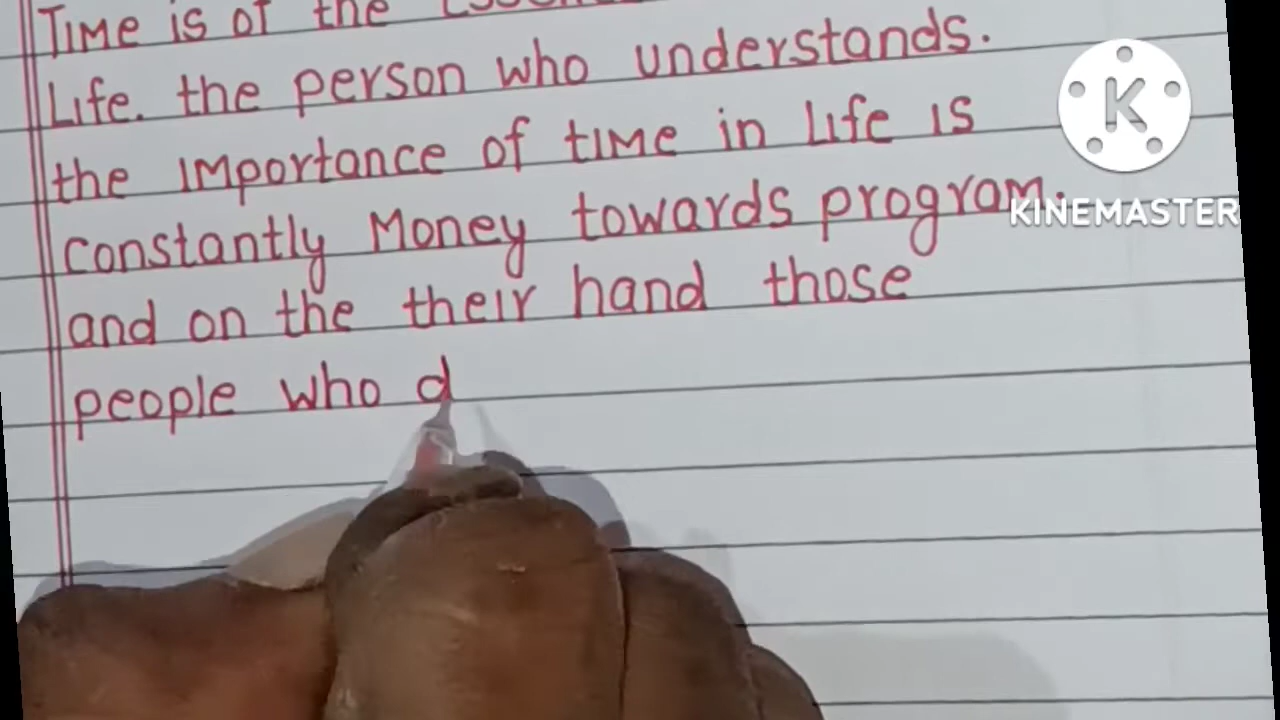 Time is of the
Life. the person who understands.
the importance of time in life is
constantly Money towards program.
and on the their hand those
people who d
K
KINEMASTER